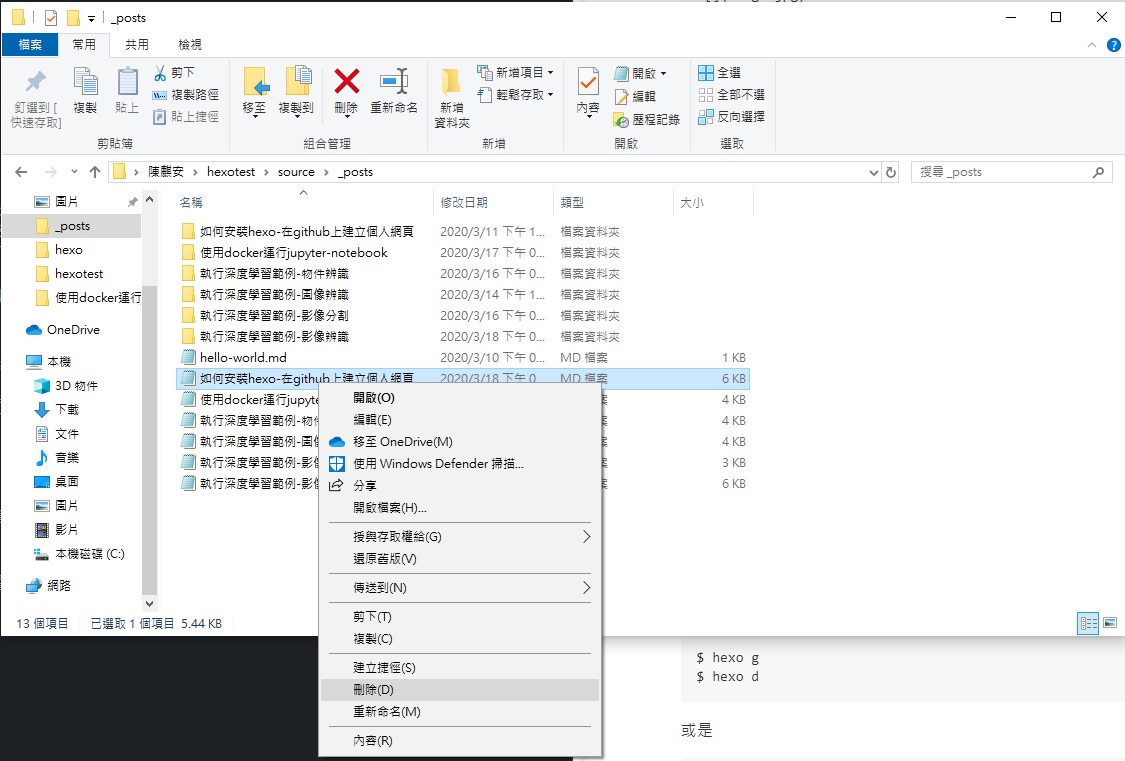 _posts
檔案 常用 共用 檢視
釘選到 [快速存取]
複製
貼上
剪下
複製路徑
貼上捷徑
剪貼簿
移至
複製到
刪除
重新命名
組合管理
新增資料夾
新增項目
輕鬆存取
新增
內容
開啟
編輯
歷程記錄
開啟
全選
全部不選
反向選擇
選取
陳麒安 > hexotest > source > _posts
搜尋 _posts
圖片
_posts
hexo
hexotest
使用docker運行
OneDrive
本機
3D 物件
下載
文件
音樂
桌面
圖片
影片
本機磁碟 (C:)
網路
名稱 修改日期 類型 大小
如何安裝hexo-在github上建立個人網頁 2020/3/11 下午 1... 檔案資料夾
使用docker運行jupyter-notebook 2020/3/17 下午 0... 檔案資料夾
執行深度學習範例-物件辨識 2020/3/16 下午 0... 檔案資料夾
執行深度學習範例-圖像辨識 2020/3/14 下午 1... 檔案資料夾
執行深度學習範例-影像分割 2020/3/16 下午 0... 檔案資料夾
執行深度學習範例-影像辨識 2020/3/18 下午 0... 檔案資料夾
hello-world.md 2020/3/10 下午 0... MD 檔案 1 KB
如何安裝hexo-在github上建立個人網頁 2020/3/18 下午 0 MD 檔案 6 KB
使用docker運行jupyte 4 KB
執行深度學習範例-物件 4 KB
執行深度學習範例-圖像 4 KB
執行深度學習範例-影像 3 KB
執行深度學習範例-影像 6 KB
開啟(O)
編輯(E)
移至 OneDrive(M)
使用 Windows Defender 掃描...
分享
開啟檔案(H)...
授與存取權給(G)
還原舊版(V)
傳送到(N)
剪下(T)
複製(C)
建立捷徑(S)
刪除(D)
重新命名(M)
內容(R)
13 個項目 已選取 1 個項目 5.44 KB
$ hexo g
$ hexo d
或是